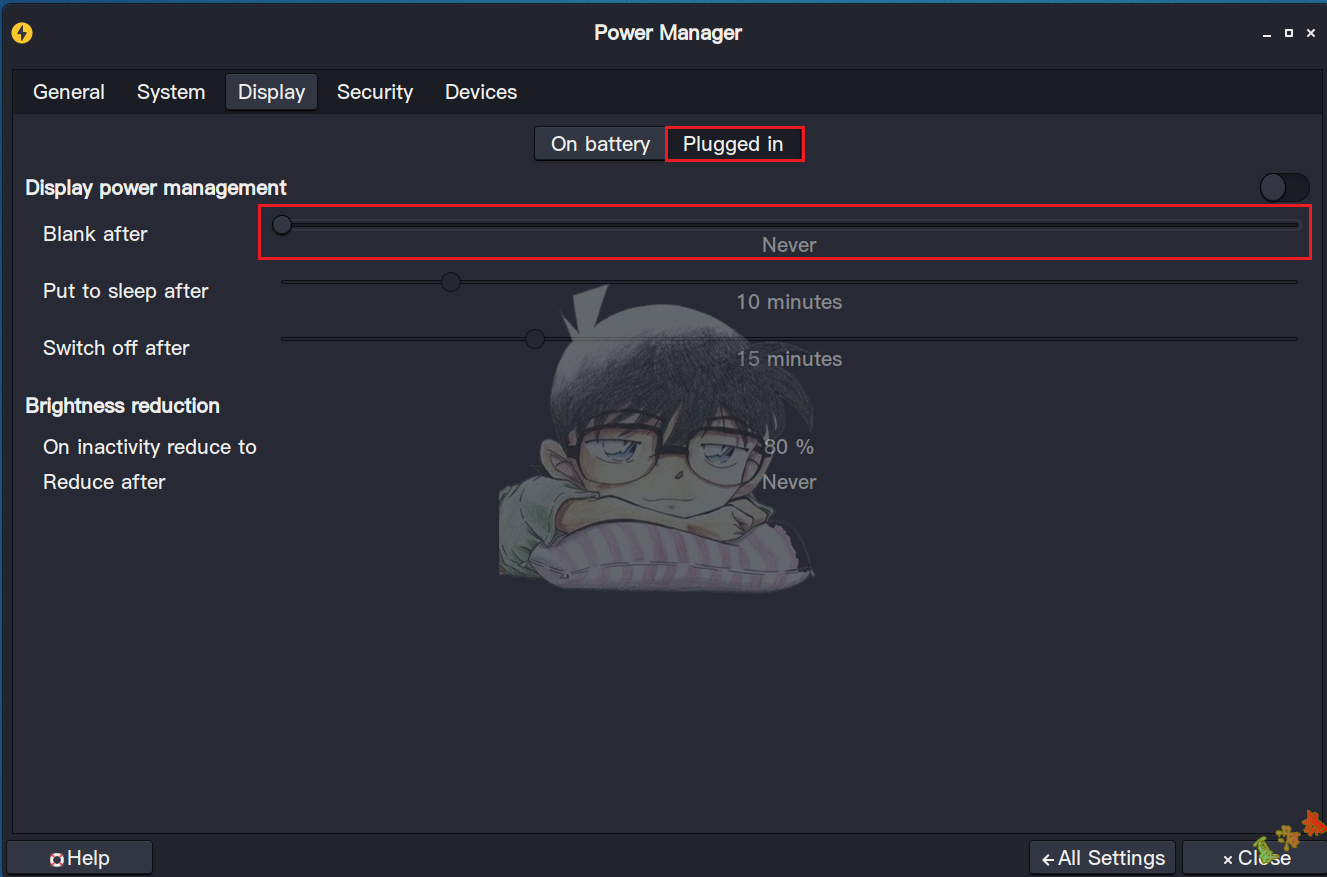 Power Manager
General System Display Security Devices
On battery Plugged in
Display power management
Blank after
Never
Put to sleep after
10 minutes
Switch off after
15 minutes
Brightness reduction
On inactivity reduce to 80 %
Reduce after Never
Help All Settings Close